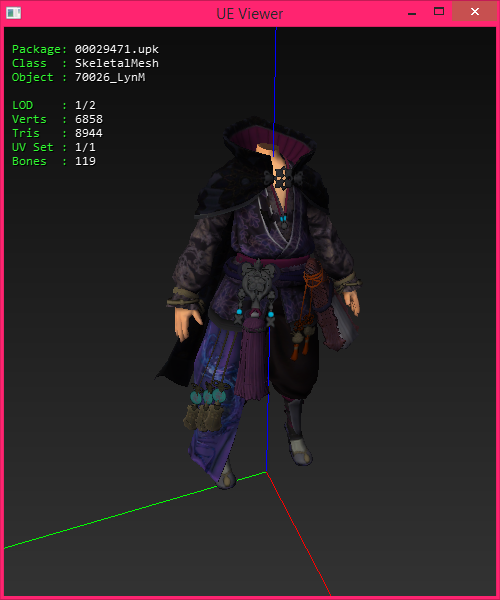 UE Viewer
Package: 00029471.upk
Class : SkeletalMesh
Object : 70026_LynM
LOD : 1/2
Verts : 6858
Tris : 8944
UV Set : 1/1
Bones : 119